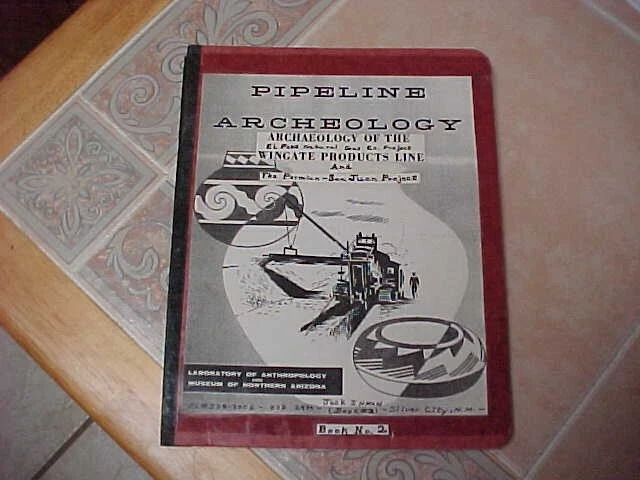 PIPELINE
ARCHEOLOGY
ARCHAEOLOGY OF THE
El Paso Natural Gas Co. Project
WINGATE PRODUCTS LINE
And
The Permian-San Juan Project
LABORATORY OF ANTHROPOLOGY
AND
MUSEUM OF NORTHERN ARIZONA
Jack
Silver City, N.M.
Book No. 2